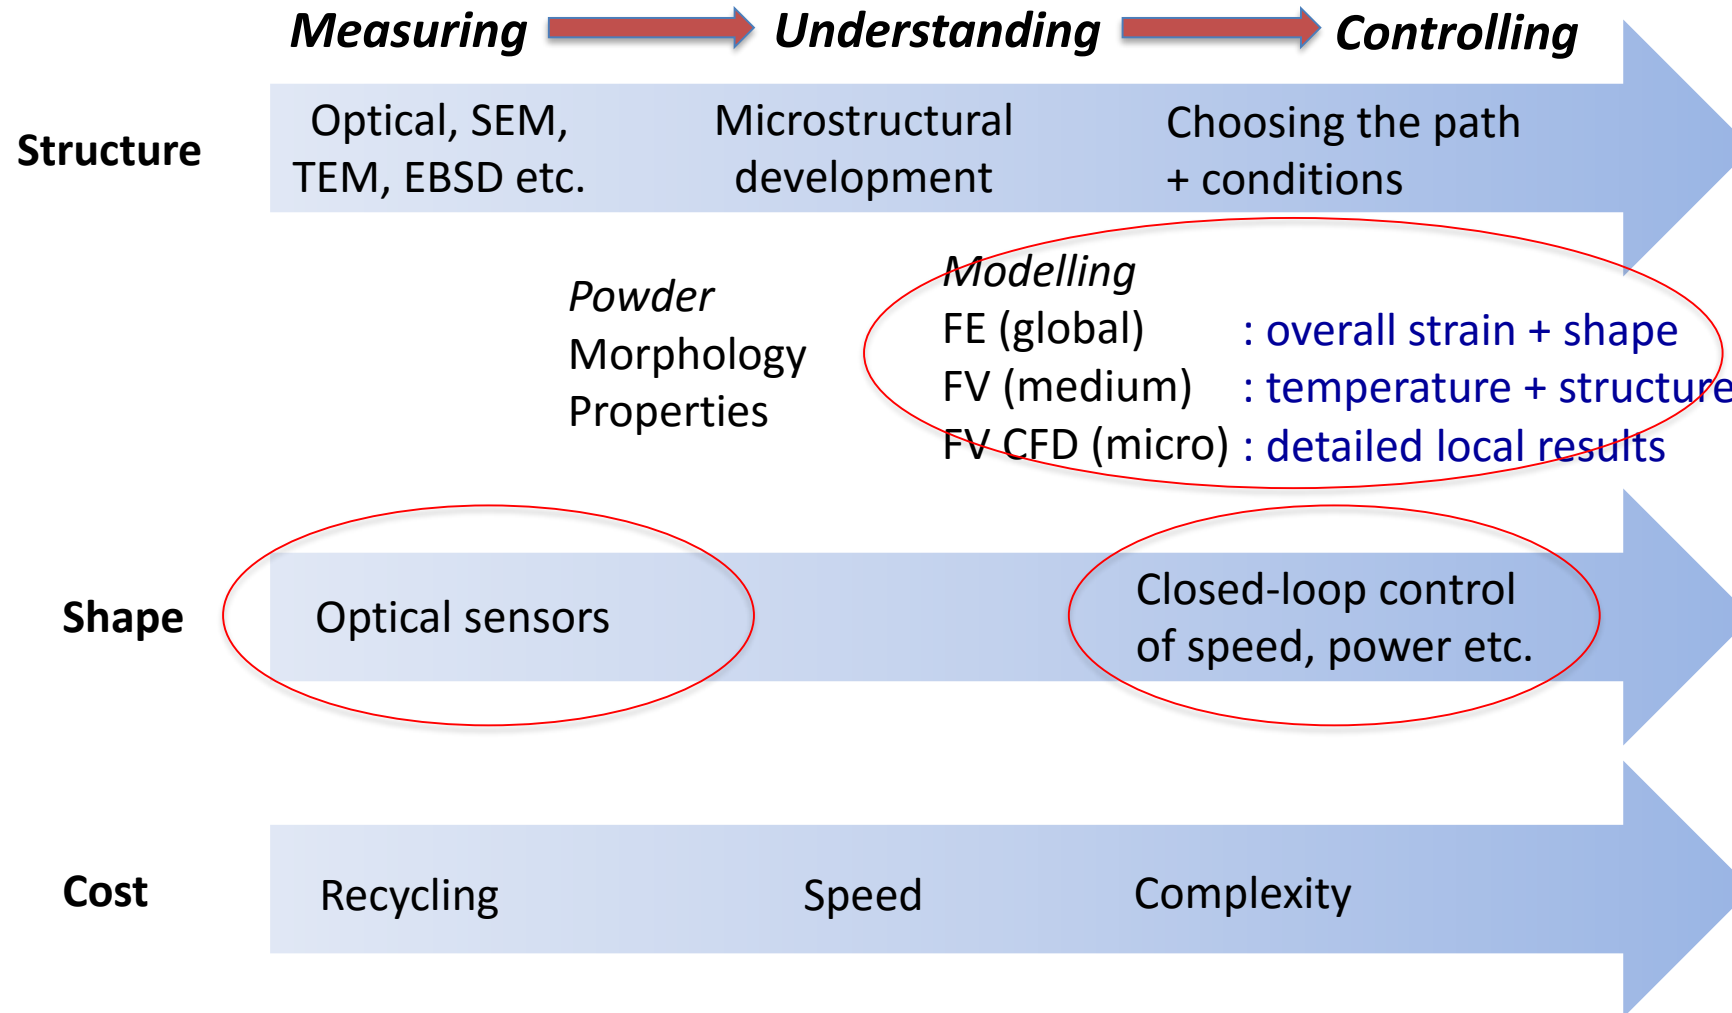 Measuring Understanding Controlling
Structure
Optical, SEM,
TEM, EBSD etc.
Microstructural
development
Choosing the path
+ conditions
Powder
Morphology
Properties
Modelling
FE (global) : overall strain + shape
FV (medium) : temperature + structure
FV CFD (micro) : detailed local results
Shape
Optical sensors
Closed-loop control
of speed, power etc.
Cost
Recycling
Speed
Complexity